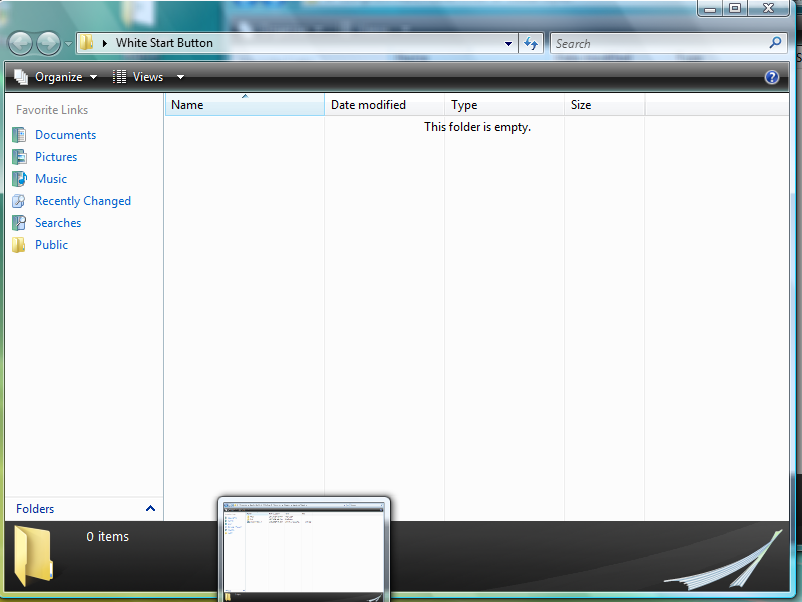 White Start Button
Search
Organize
Views
Favorite Links
Documents
Pictures
Music
Recently Changed
Searches
Public
Name
Date modified
Type
Size
This folder is empty.
Folders
0 items